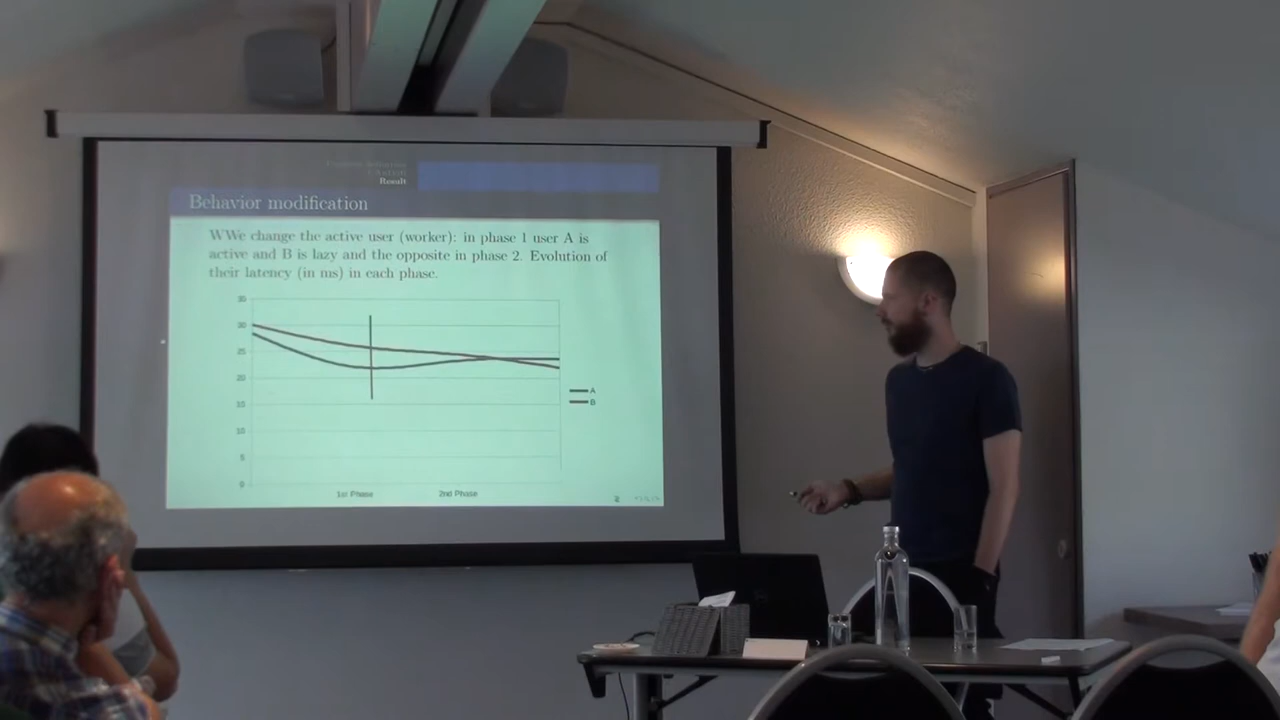 Result
Behavior modification
WWe change the active user (worker): in phase 1 user A is
active and B is lazy and the opposite in phase 2. Evolution of
their latency (in ms) in each phase.
30
25
20
15
10
5
0
A
B
1st Phase
2nd Phase